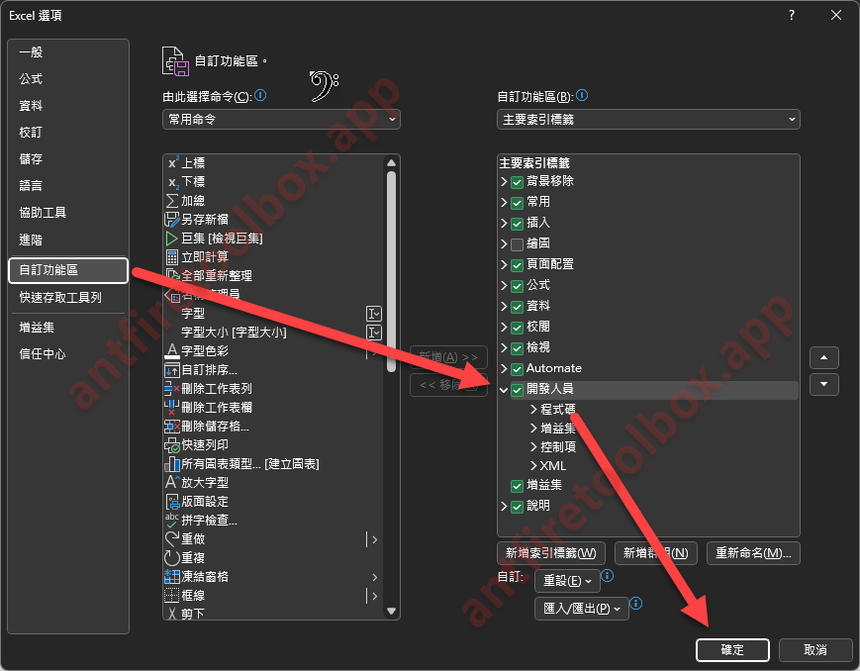 Excel 選項
?
一般
公式
資料
校訂
儲存
語言
協助工具
進階
自訂功能區
快速存取工具列
增益集
信任中心
自訂功能區。
由此選擇命令(C):
常用命令
上標
下標
加總
另存新檔
巨集 [檢視巨集]
立即計算
全部重新整理
字型
字型大小 [字型大小]
字型色彩
自訂排序...
刪除工作表列
刪除工作表欄
刪除儲存格...
快速列印
所有圖表類型... [建立圖表]
放大字型
版面設定
拼字檢查...
重做
重複
凍結窗格
框線
剪下
新增(A) >>
<< 移除
自訂功能區(B):
主要索引標籤
主要索引標籤
背景移除
常用
插入
繪圖
頁面配置
公式
資料
校閱
檢視
Automate
開發人員
程式碼
增益集
控制項
XML
增益集
說明
新增索引標籤(W)
新增群組(N)
重新命名(M)...
自訂:
重設(E)
匯入/匯出(P)
確定
取消
antfiretoolbox.app
antfiretoolbox.app